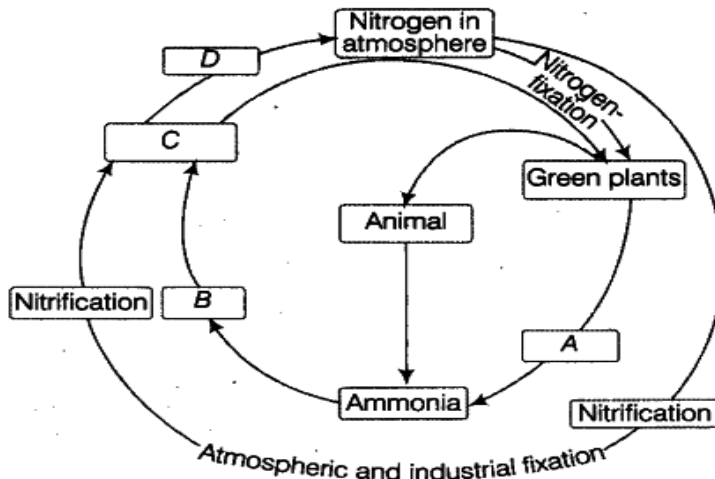 Nitrogen in
atmosphere
D
Nitrogen-
fixation
C
Green plants
Animal
Nitrification
B
A
Ammonia
Nitrification
Atmospheric and industrial fixation